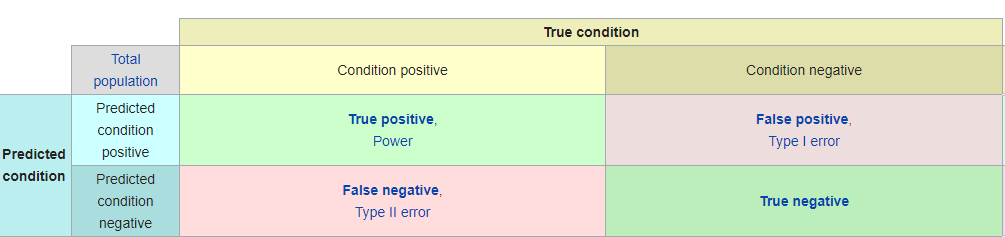 True condition
Total
population
Condition positive
Condition negative
Predicted
condition
Predicted
condition
positive
True positive,
Power
False positive,
Type I error
Predicted
condition
negative
False negative,
Type II error
True negative